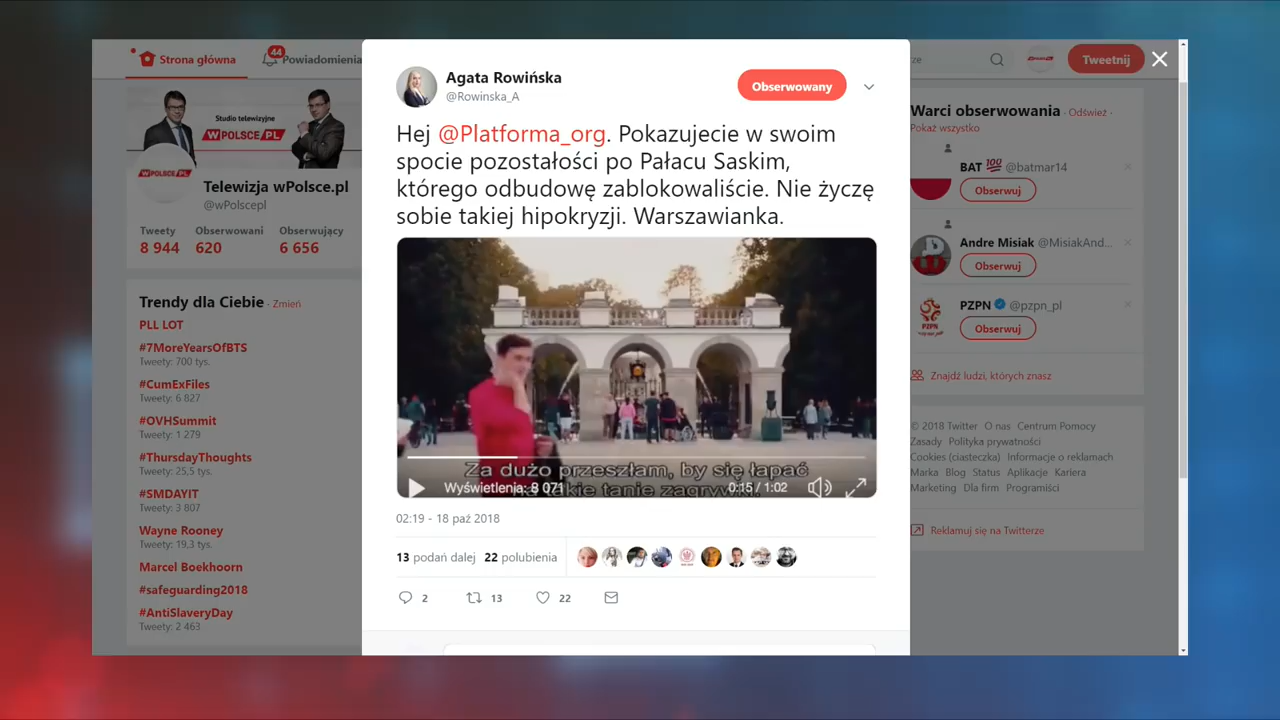 Strona główna
44
Powiadomienia
Tweetnij
Studio telewizyjne
WPOLSCE.PL
WPOLSCE.PL
Telewizja wPolsce.pl
@wPolscepl
Tweety Obserwowani Obserwujący
8 944 620 6 656
Trendy dla Ciebie · Zmień
PLL LOT
#7MoreYearsOfBTS
Tweety: 700 tys.
#CumExFiles
Tweety: 6 827
#OVHSummit
Tweety: 1 279
#ThursdayThoughts
Tweety: 25,5 tys.
#SMDAYIT
Tweety: 3 807
Wayne Rooney
Tweety: 19,3 tys.
Marcel Boekhoorn
#safeguarding2018
#AntiSlaveryDay
Tweety: 2 463
Agata Rowińska
@Rowinska_A
Obserwowany
Hej @Platforma_org. Pokazujecie w swoim
spocie pozostałości po Pałacu Saskim,
którego odbudowę zablokowaliście. Nie życzę
sobie takiej hipokryzji. Warszawianka.
Za dużo przeszłam, by się łapać
na takie tanie zagrywki.
Wyświetlenia: 8 071
0:15 / 1:02
02:19 - 18 paź 2018
13 podań dalej 22 polubienia
2 13 22
Warci obserwowania · Odśwież ·
Pokaż wszystko
BAT 💯 @batmar14
Obserwuj
Andre Misiak @MisiakAnd...
Obserwuj
PZPN @pzpn_pl
PZPN
Obserwuj
Znajdź ludzi, których znasz
© 2018 Twitter O nas Centrum Pomocy
Zasady Polityka prywatności
Cookies (ciasteczka) Informacje o reklamach
Marka Blog Status Aplikacje Kariera
Marketing Dla firm Programiści
Reklamuj się na Twitterze